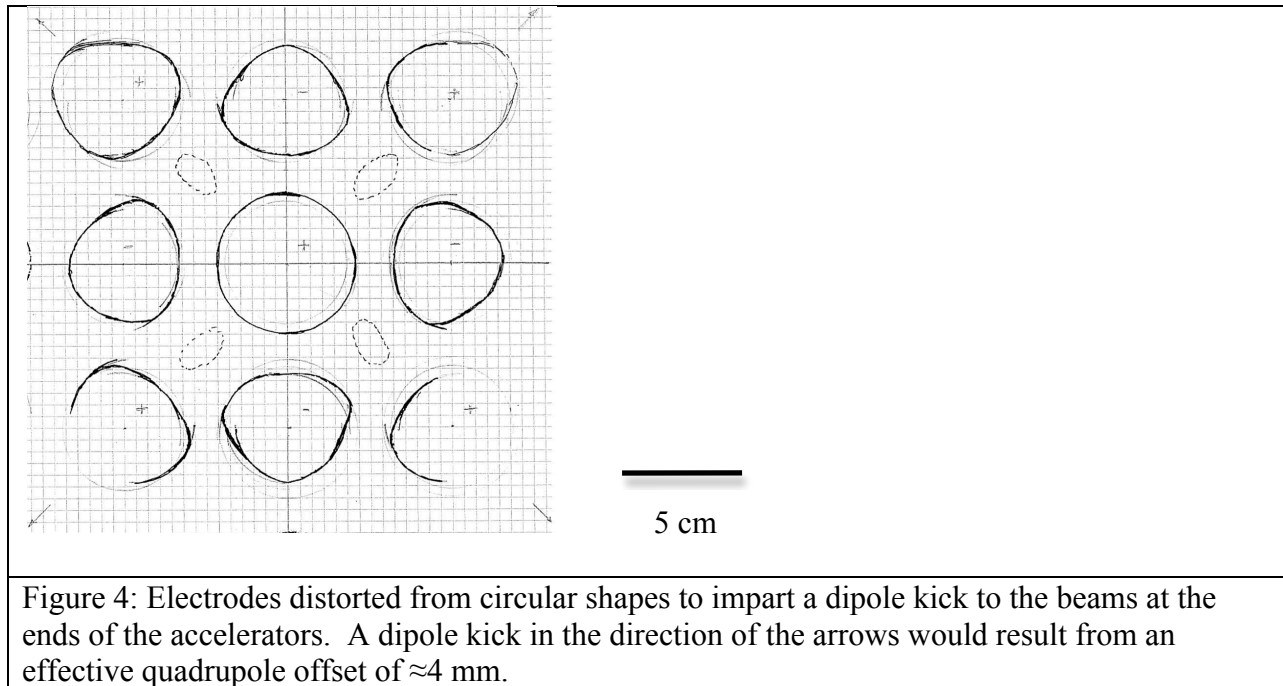 + - +
- + -
+ - +
5 cm
Figure 4: Electrodes distorted from circular shapes to impart a dipole kick to the beams at the
ends of the accelerators. A dipole kick in the direction of the arrows would result from an
effective quadrupole offset of ≈4 mm.